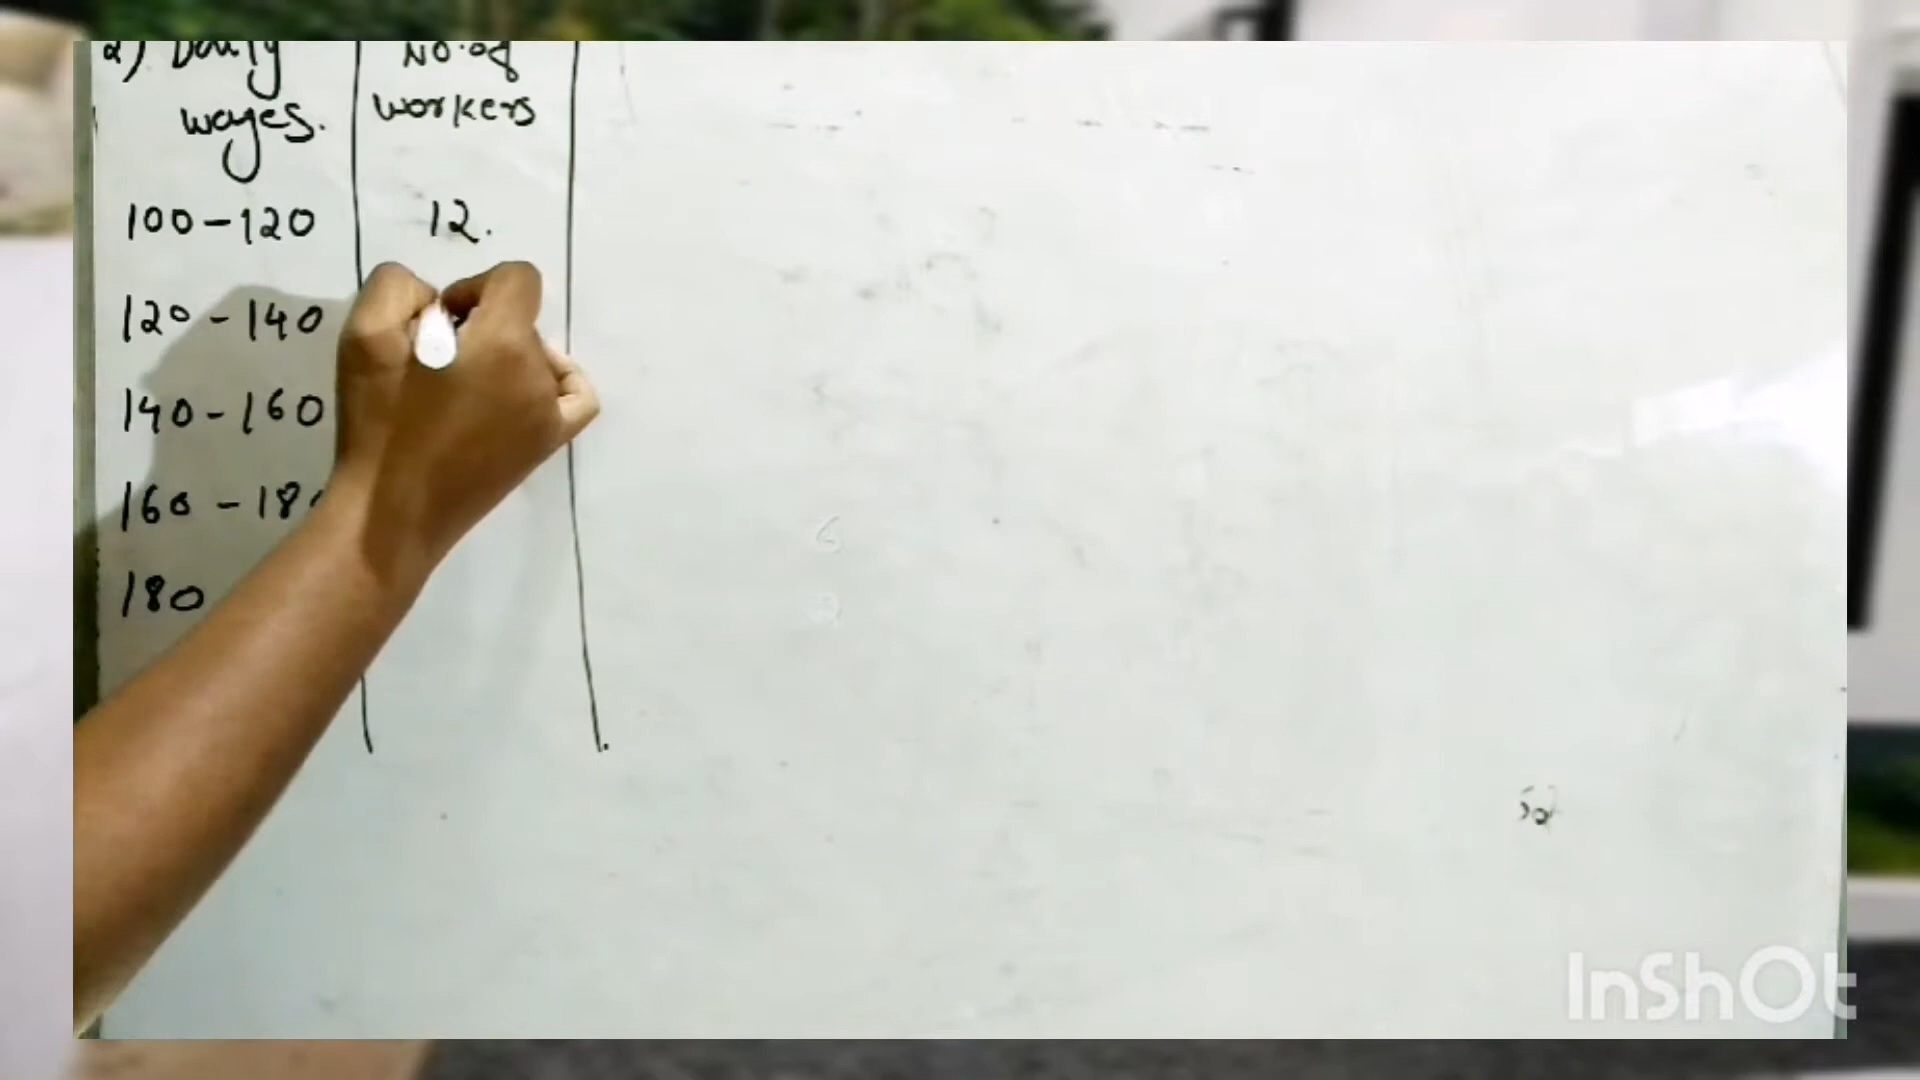 2) Daily
wages.
No. of
workers
100-120
12.
120-140
140-160
160-18
180
InShOt